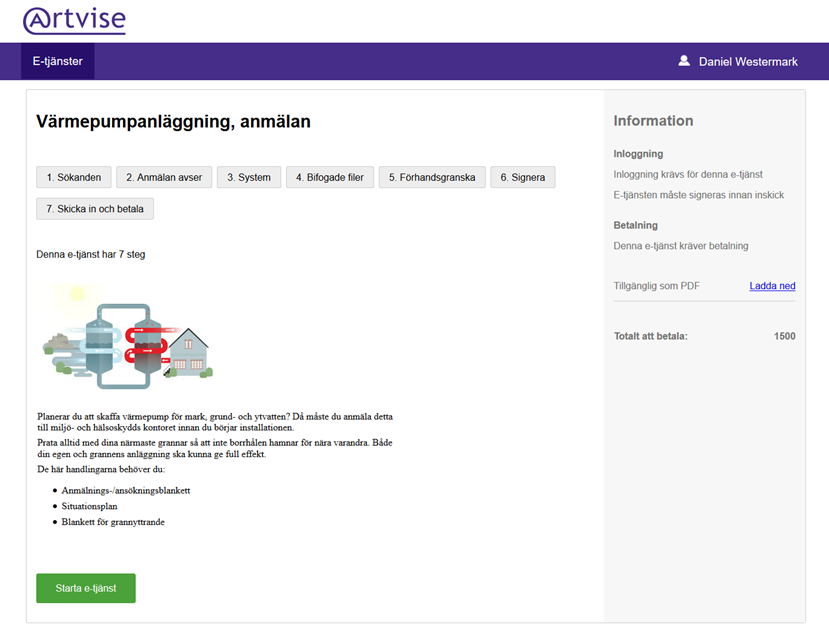 Artvise
E-tjänster
Daniel Westermark
Värmepumpanläggning, anmälan
1. Sökanden
2. Anmälan avser
3. System
4. Bifogade filer
5. Förhandsgranska
6. Signera
7. Skicka in och betala
Denna e-tjänst har 7 steg
Planerar du att skaffa värmepump för mark, grund- och ytvatten? Då måste du anmäla detta
till miljö- och hälsoskydds kontoret innan du börjar installationen.
Prata alltid med dina närmaste grannar så att inte borrhålen hamnar för nära varandra. Både
din egen och grannens anläggning ska kunna ge full effekt.
De här handlingarna behöver du:
Anmälnings-/ansökningsblankett
Situationsplan
Blankett för grannyttrande
Starta e-tjänst
Information
Inloggning
Inloggning krävs för denna e-tjänst
E-tjänsten måste signeras innan inskick
Betalning
Denna e-tjänst kräver betalning
Tillgänglig som PDF Ladda ned
Totalt att betala: 1500